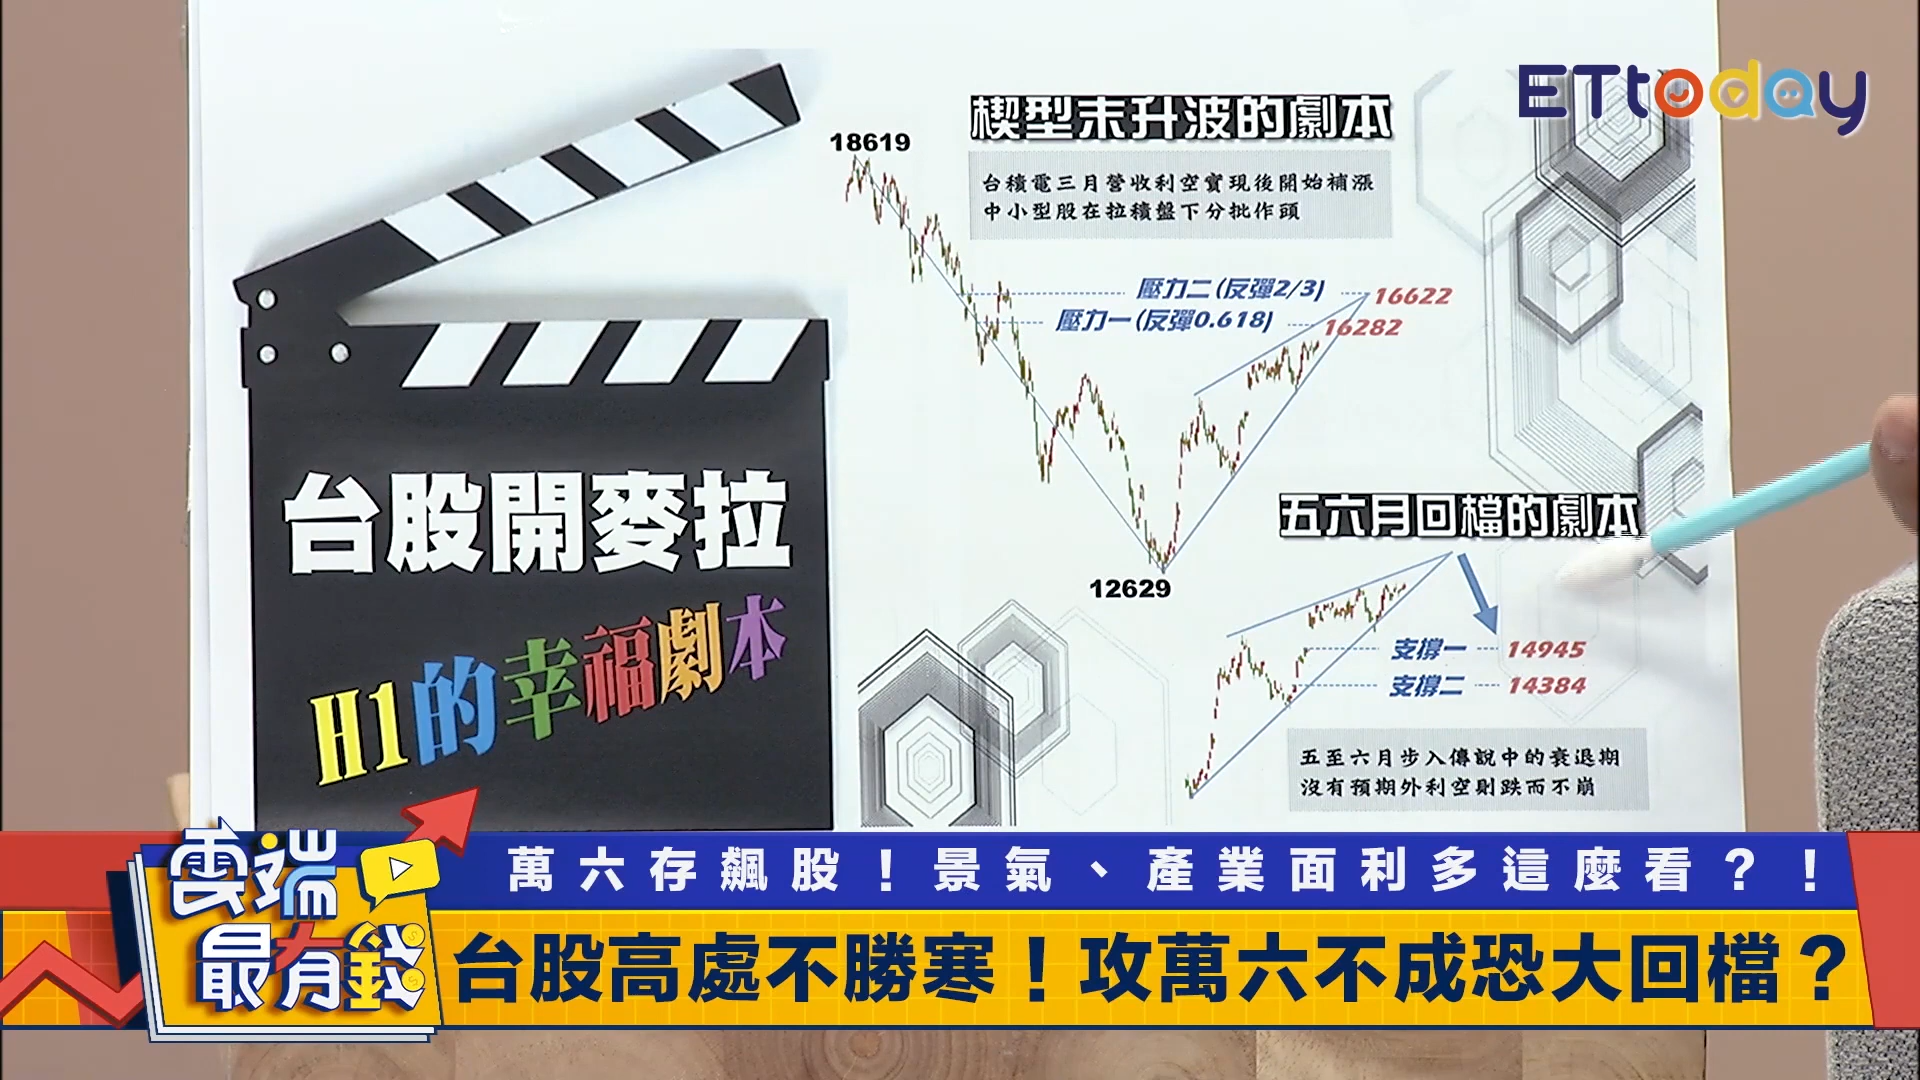 ETtoday
台股開麥拉
H1的幸福劇本
楔型末升波的劇本
台積電三月營收利空實現後開始補漲
中小型股在拉積盤下分批作頭
18619
壓力二(反彈2/3) 16622
壓力一(反彈0.618) 16282
12629
五六月回檔的劇本
支撐一 14945
支撐二 14384
五至六月步入傳說中的衰退期
沒有預期外利空則跌而不崩
雲端最有錢
萬六存飆股！景氣、產業面利多這麼看？！
台股高處不勝寒！攻萬六不成恐大回檔？